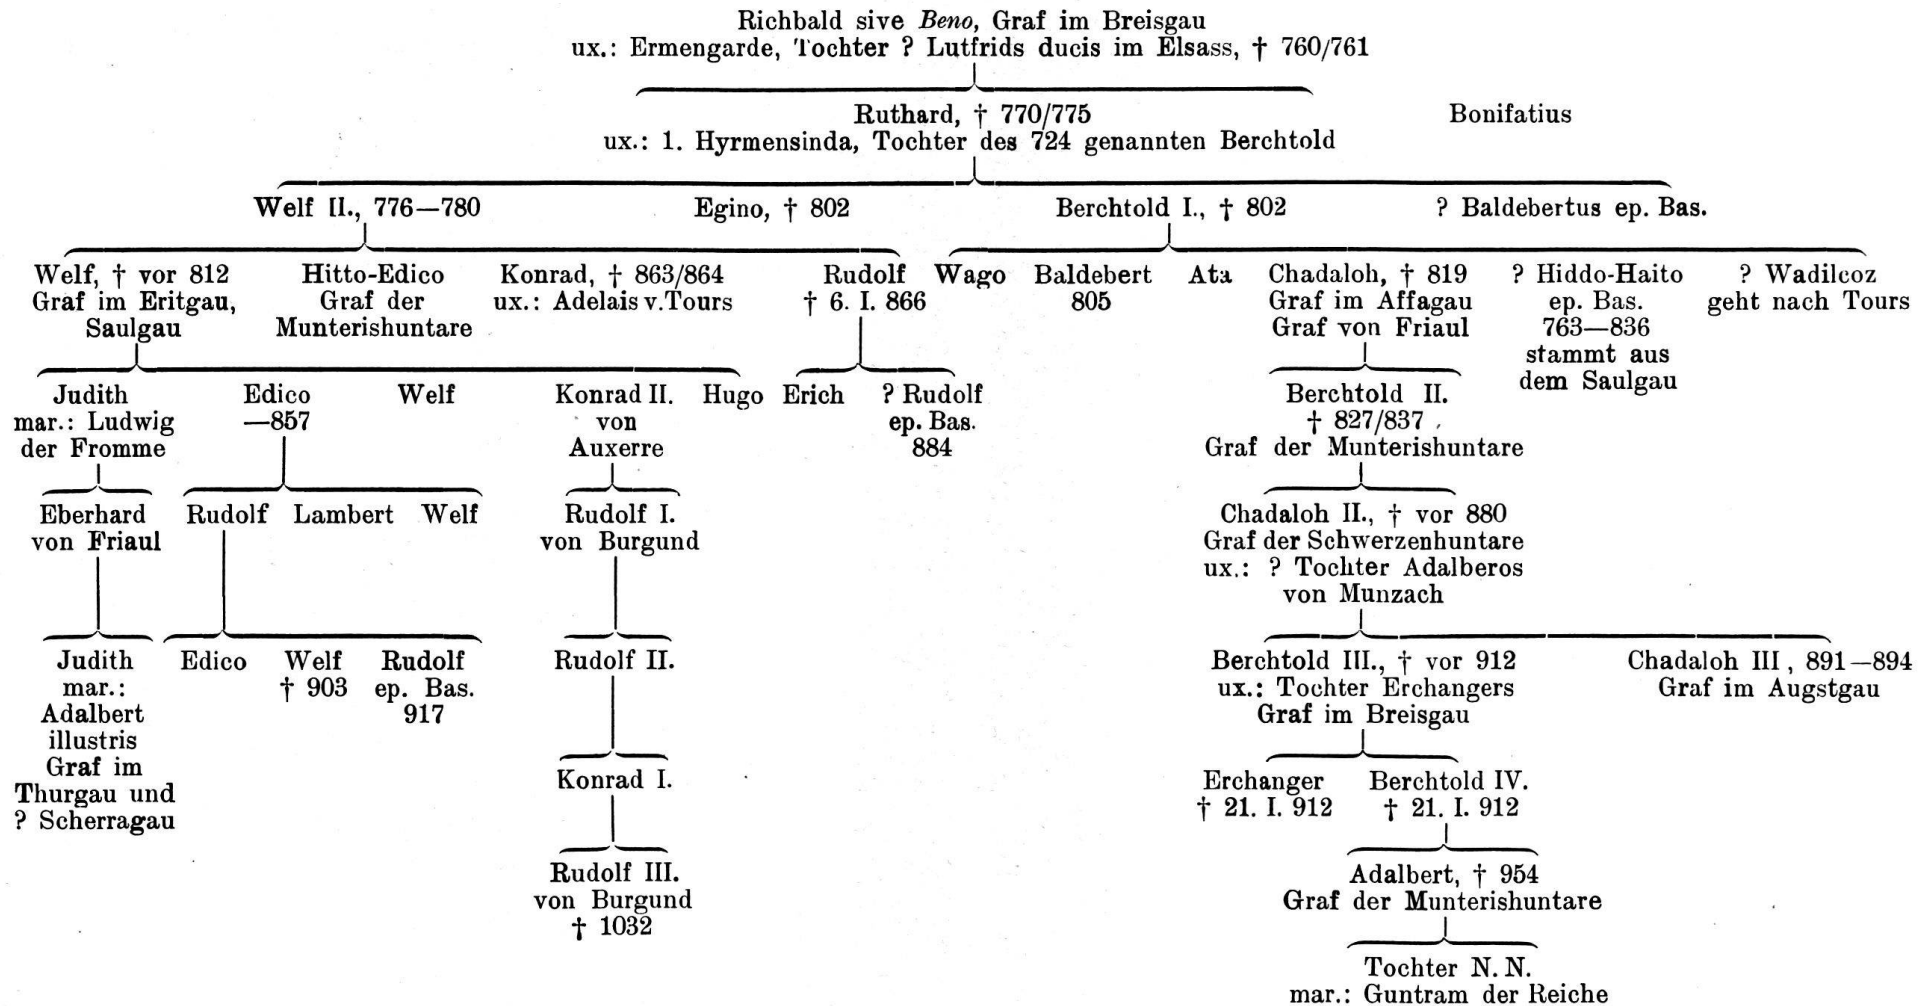 Richbald sive Beno, Graf im Breisgau
ux.: Ermengarde, Tochter ? Lutfrids ducis im Elsass, † 760/761
Ruthard, † 770/775
ux.: 1. Hyrmensinda, Tochter des 724 genannten Berchtold
Bonifatius
Welf II., 776—780
Egino, † 802
Berchtold I., † 802
? Baldebertus ep. Bas.
Welf, † vor 812
Graf im Eritgau,
Saulgau
Hitto-Edico
Graf der
Munterishuntare
Konrad, † 863/864
ux.: Adelais v. Tours
Rudolf
† 6. I. 866
Wago
Baldebert
805
Ata
Chadaloh, † 819
Graf im Affagau
Graf von Friaul
? Hiddo-Haito
ep. Bas.
763—836
stammt aus
dem Saulgau
? Wadilcoz
geht nach Tours
Judith
mar.: Ludwig
der Fromme
Edico
—857
Welf
Konrad II.
von
Auxerre
Hugo
Erich
? Rudolf
ep. Bas.
884
Berchtold II.
† 827/837
Graf der Munterishuntare
Eberhard
von Friaul
Rudolf
Lambert
Welf
Rudolf I.
von Burgund
Chadaloh II., † vor 880
Graf der Schwerzenhuntare
ux.: ? Tochter Adalberos
von Munzach
Judith
mar.:
Adalbert
illustris
Graf im
Thurgau und
? Scherragau
Edico
Welf
† 903
Rudolf
ep. Bas.
917
Rudolf II.
Berchtold III., † vor 912
ux.: Tochter Erchangers
Graf im Breisgau
Chadaloh III, 891—894
Graf im Augstgau
Konrad I.
Erchanger
† 21. I. 912
Berchtold IV.
† 21. I. 912
Rudolf III.
von Burgund
† 1032
Adalbert, † 954
Graf der Munterishuntare
Tochter N. N.
mar.: Guntram der Reiche